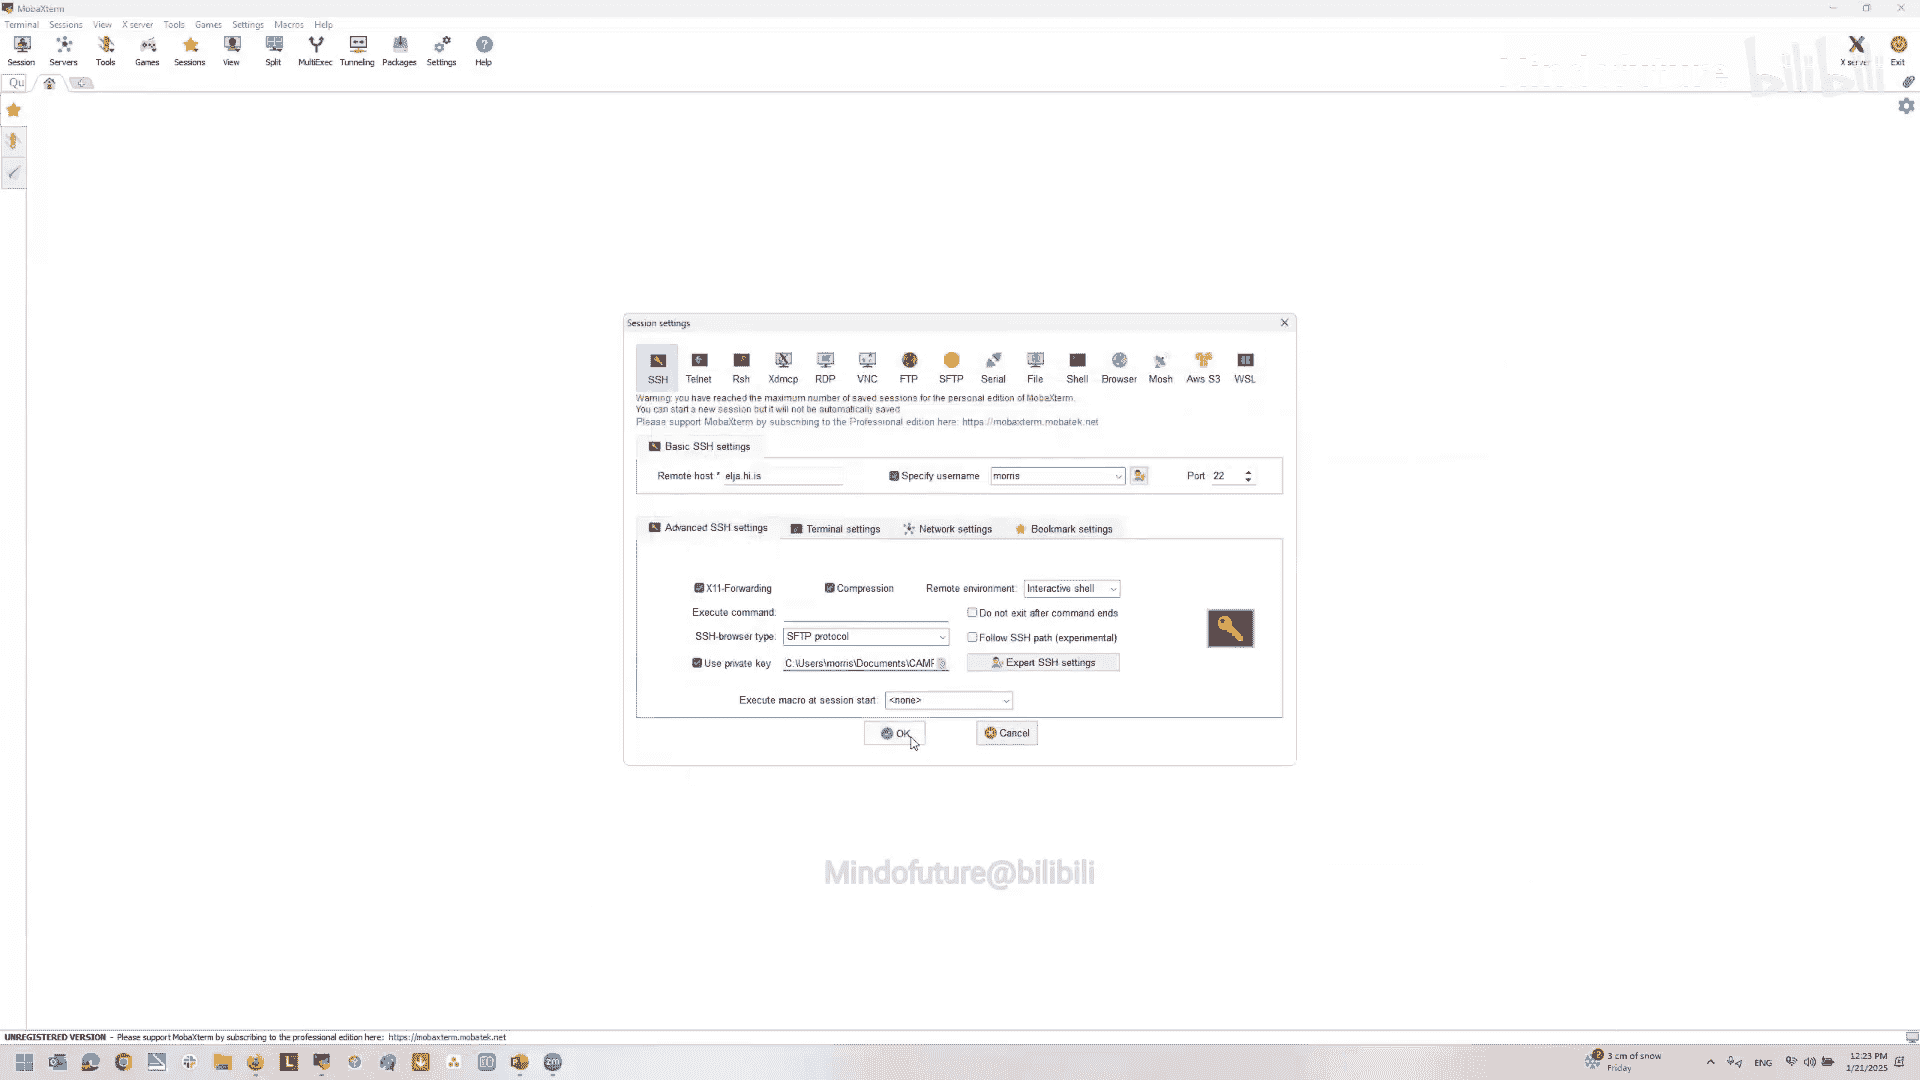 MobaXterm
Terminal Sessions View X server Tools Games Settings Macros Help
Session Servers Tools Games Sessions View Split MultiExec Tunneling Packages Settings Help X server Exit
Qu
bilibili
Session settings
SSH Telnet Rsh Xdmcp RDP VNC FTP SFTP Serial File Shell Browser Mosh Aws S3 WSL
Warning: you have reached the maximum number of saved sessions for the personal edition of MobaXterm.
You can start a new session but it will not be automatically saved
Please support MobaXterm by subscribing to the Professional edition here: https://mobaxterm.mobatek.net
Basic SSH settings
Remote host * elja.hi.is Specify username morris Port 22
Advanced SSH settings Terminal settings Network settings Bookmark settings
X11-Forwarding Compression Remote environment: Interactive shell
Execute command: Do not exit after command ends
SSH-browser type: SFTP protocol Follow SSH path (experimental)
Use private key C:\Users\morris\Documents\CAMP Expert SSH settings
Execute macro at session start: <none>
OK Cancel
Mindofuture@bilibili
UNREGISTERED VERSION - Please support MobaXterm by subscribing to the professional edition here: https://mobaxterm.mobatek.net
2 3 cm of snow
Friday
ENG
12:23 PM
1/21/2025